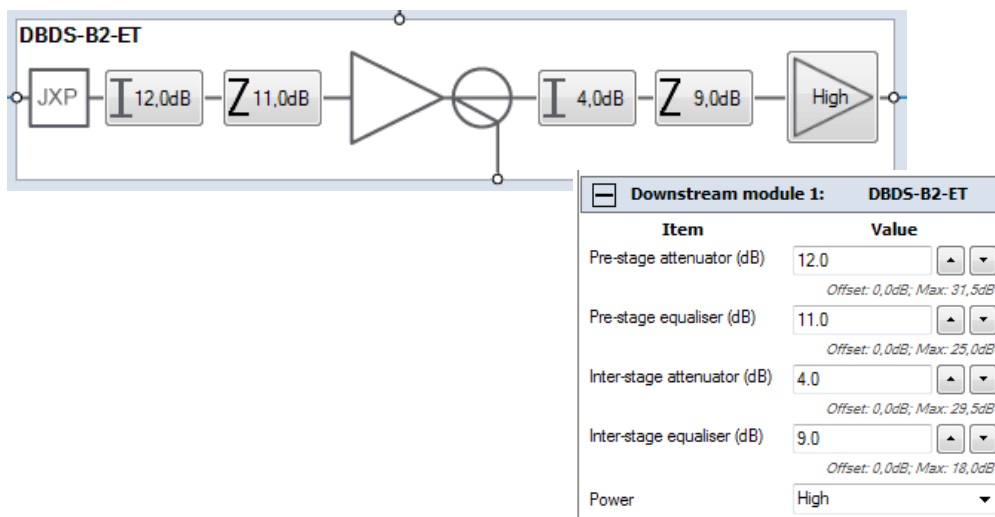 DBDS-B2-ET
JXP 12,0dB 11,0dB 4,0dB 9,0dB High
Downstream module 1: DBDS-B2-ET
Item Value
Pre-stage attenuator (dB) 12.0
Offset: 0,0dB; Max: 31,5dB
Pre-stage equaliser (dB) 11.0
Offset: 0,0dB; Max: 25,0dB
Inter-stage attenuator (dB) 4.0
Offset: 0,0dB; Max: 29,5dB
Inter-stage equaliser (dB) 9.0
Offset: 0,0dB; Max: 18,0dB
Power High